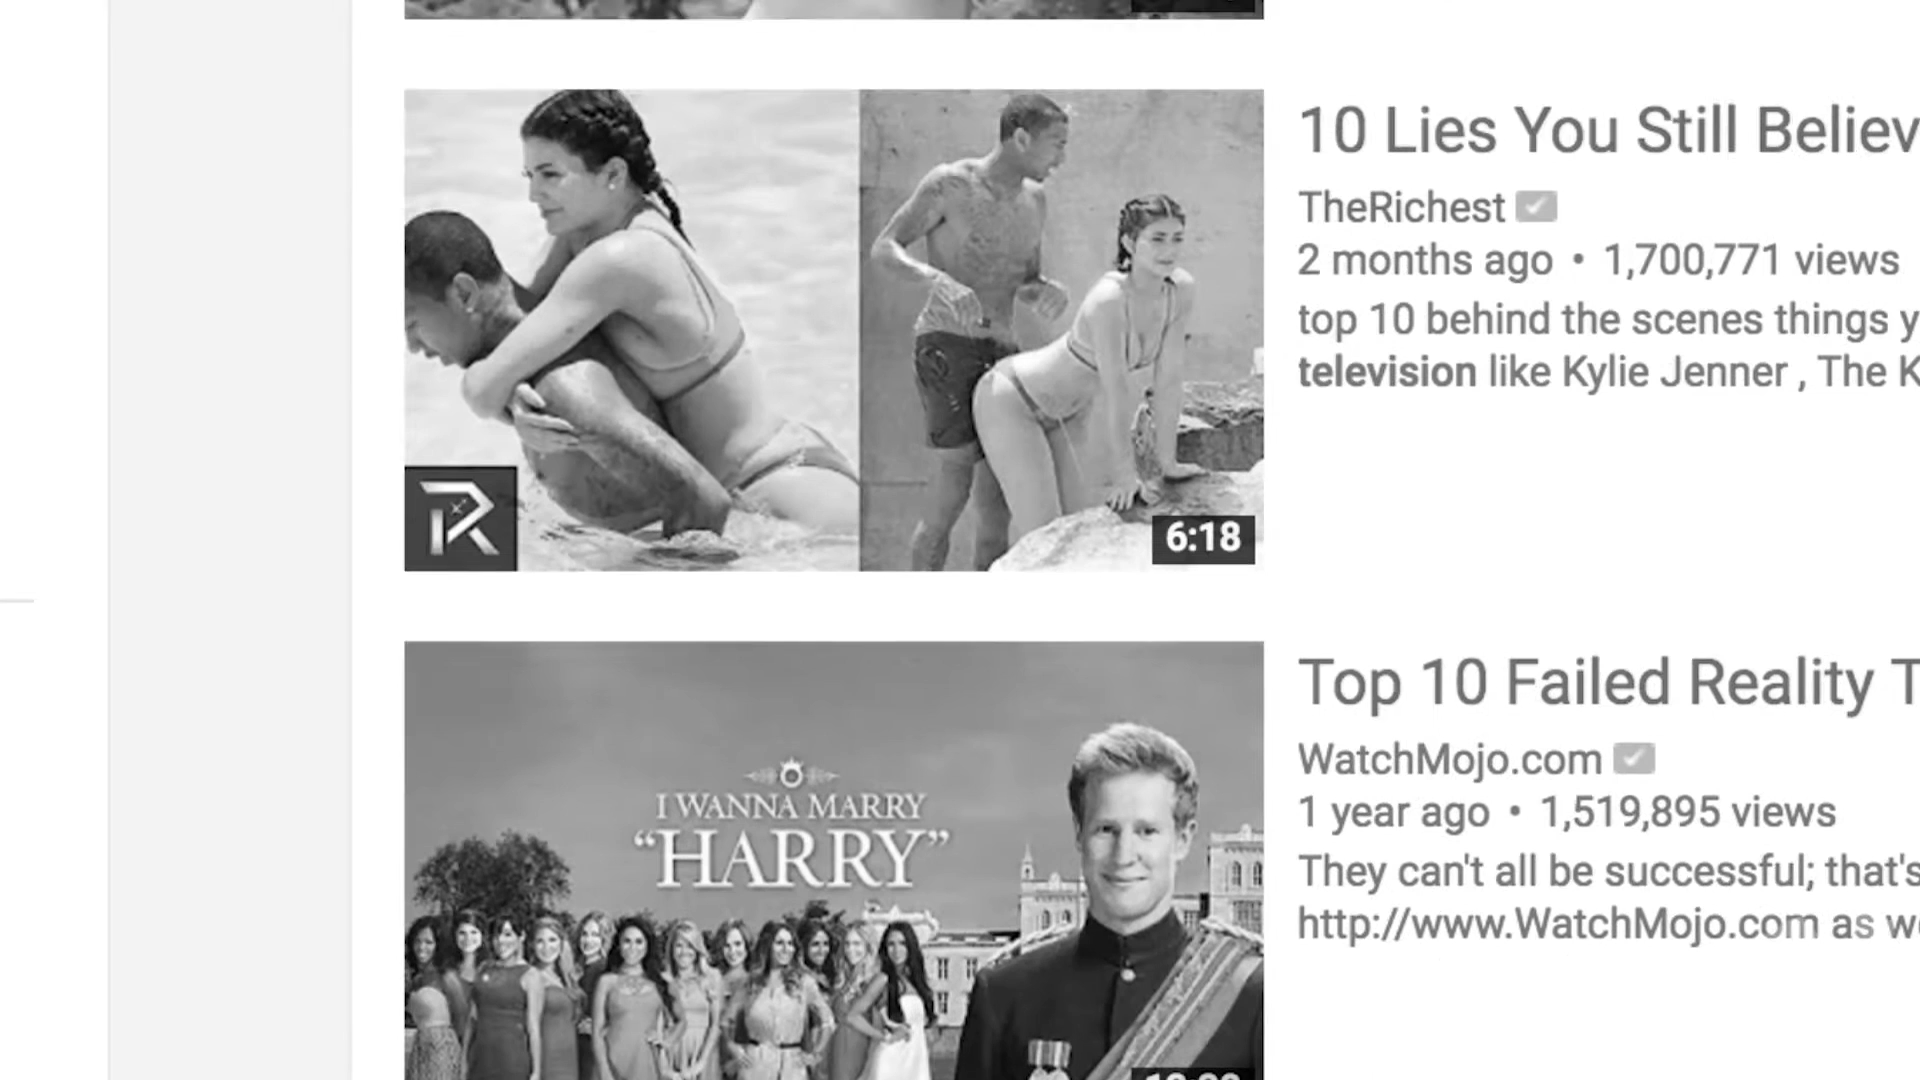 10 Lies You Still Believ
TheRichest
2 months ago • 1,700,771 views
top 10 behind the scenes things y
television like Kylie Jenner , The K
R
6:18
Top 10 Failed Reality T
WatchMojo.com
1 year ago • 1,519,895 views
They can't all be successful; that's
http://www.WatchMojo.com as we
I WANNA MARRY
“HARRY”